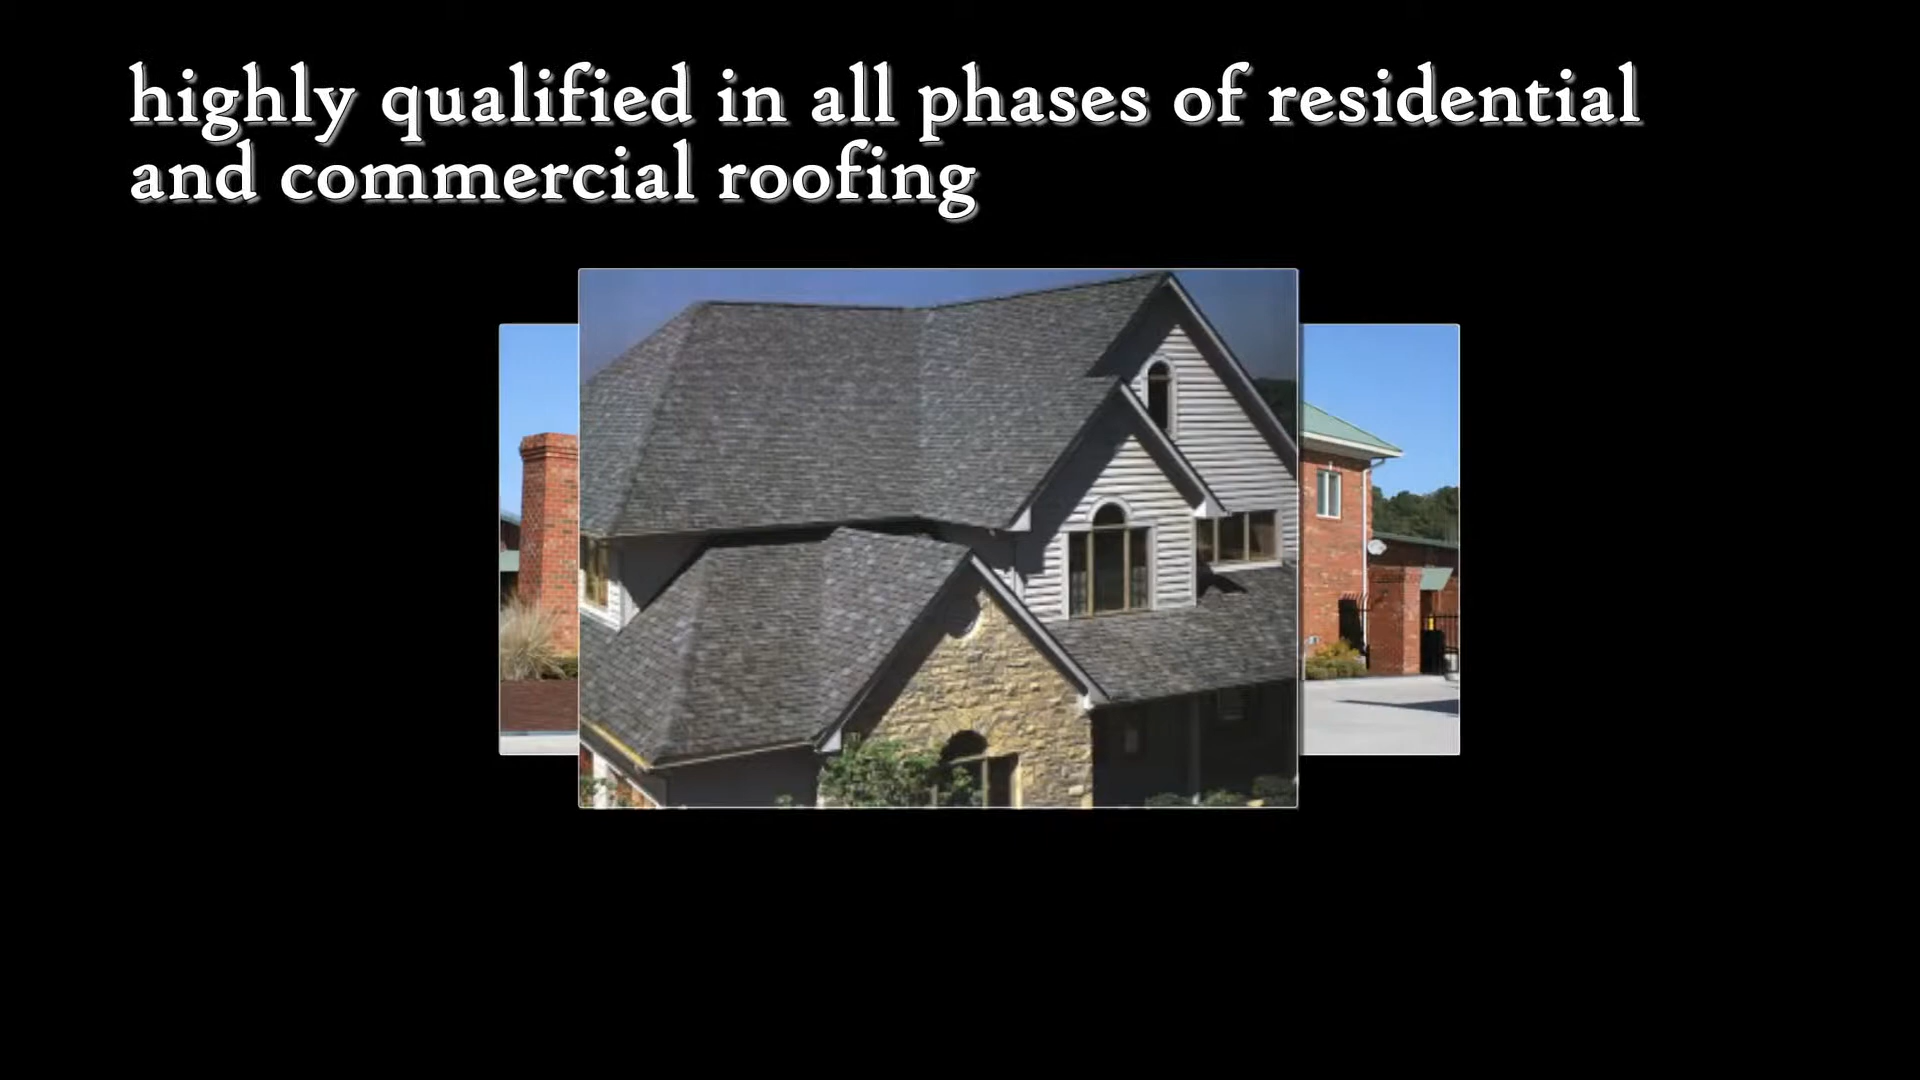 highly qualified in all phases of residential
and commercial roofing